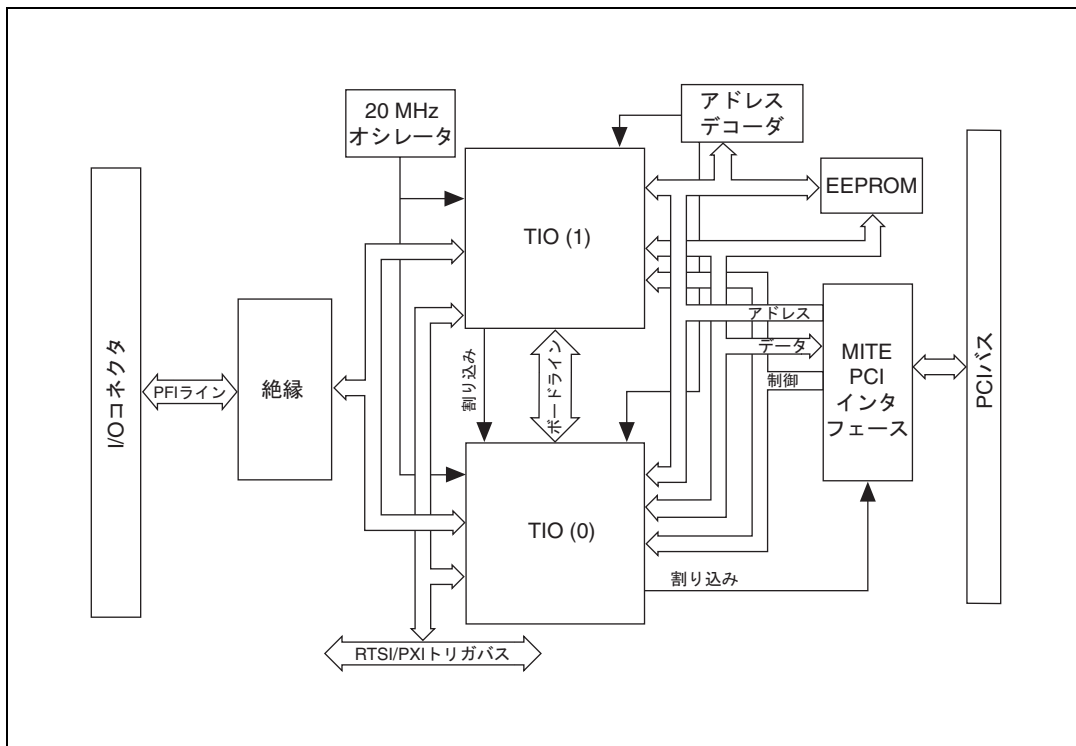 20 MHz
オシレータ
アドレス
デコーダ
EEPROM
TIO (1)
I/Oコネクタ
PFIライン
絶縁
割り込み
ボードライン
アドレス
データ
制御
MITE
PCI
インタ
フェース
PCIバス
TIO (0)
割り込み
RTSI/PXIトリガバス